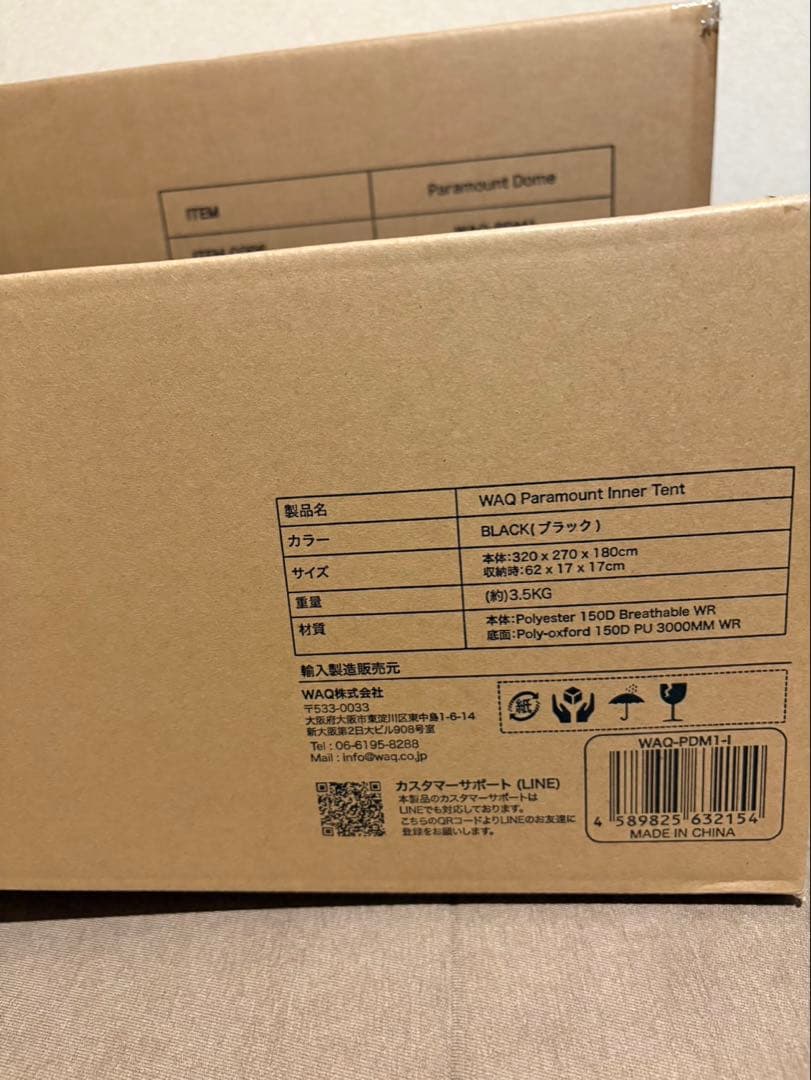 ITEM
Paramount Dome
製品名
WAQ Paramount Inner Tent
カラー
BLACK(ブラック)
サイズ
本体:320 x 270 x 180cm
収納時:62 x 17 x 17cm
重量
(約)3.5KG
材質
本体:Polyester 150D Breathable WR
底面:Poly-oxford 150D PU 3000MM WR
輸入製造販売元
WAQ株式会社
〒533-0033
大阪府大阪市東淀川区東中島1-6-14
新大阪第2日大ビル908号室
Tel : 06-6195-8288
Mail : info@waq.co.jp
紙
カスタマーサポート (LINE)
本製品のカスタマーサポートは
LINEでも対応しております。
こちらのQRコードよりLINEのお友達に
登録をお願いします。
WAQ-PDM1-I
4 589825 632154
MADE IN CHINA